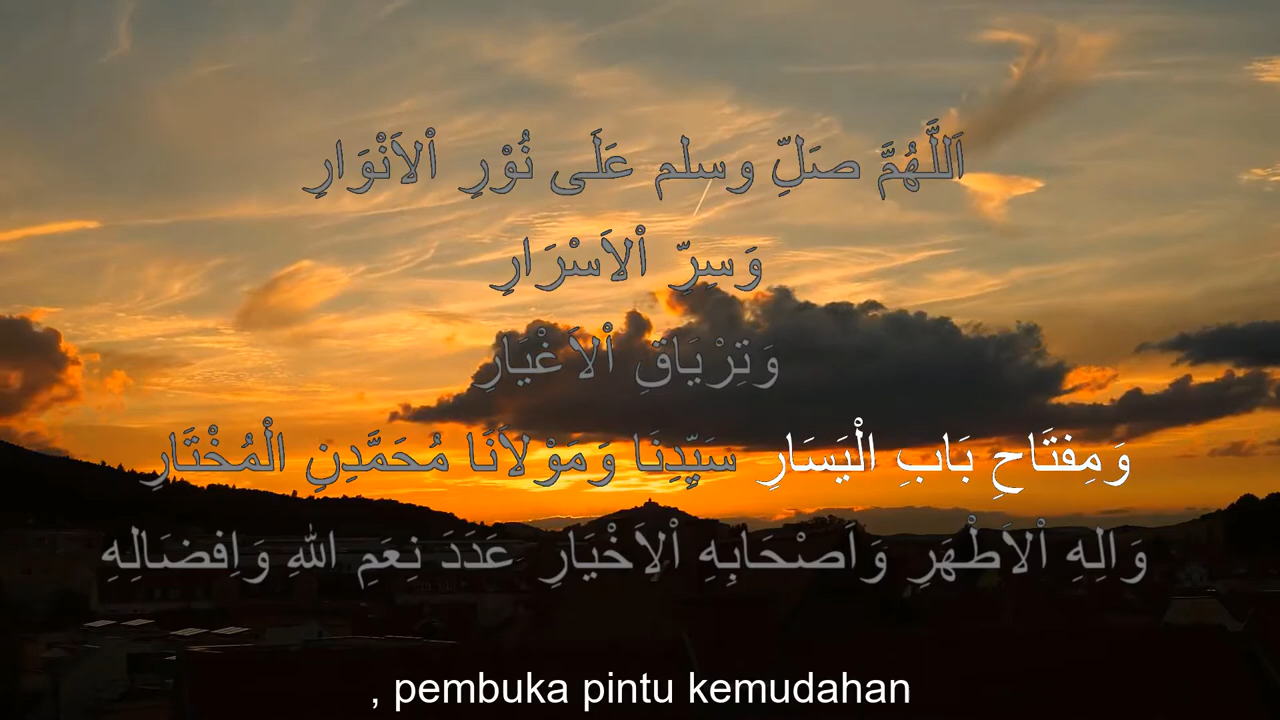 اَللَّهُمَّ صَلِّ وسلم عَلَى نُوْرِ اْلاَنْوَارِ
وَسِرِّ اْلاَسْرَارِ
وَتِرْيَاقِ اْلاَغْيَارِ
وَمِفتَاحِ بَابِ الْيَسَارِ سَيِّدِنَا وَمَوْلاَنَا مُحَمَّدِنِ الْمُخْتَارِ
وَالِهِ اْلاَطْهَرِ وَاَصْحَابِهِ اْلاَخْيَارِ عَدَدَ نِعَمِ اللهِ وَاِفضَالِهِ
, pembuka pintu kemudahan